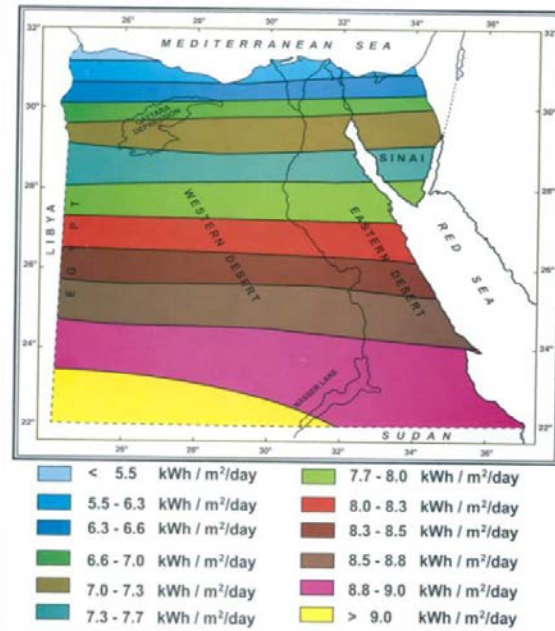 26° 28° 30° 32° 34° 36°
32° 32°
MEDITERRANEAN SEA
30° 30°
QATTARA
DEPRESSION
SINAI
28° 28°
LIBYA
EGYPT
WESTERN DESERT
EASTERN DESERT
RED SEA
26° 26°
24° 24°
NASSER LAKE
22° 22°
SUDAN
26° 28° 30° 32° 34° 36°
< 5.5 kWh / m²/day
5.5 - 6.3 kWh / m²/day
6.3 - 6.6 kWh / m²/day
6.6 - 7.0 kWh / m²/day
7.0 - 7.3 kWh / m²/day
7.3 - 7.7 kWh / m²/day
7.7 - 8.0 kWh / m²/day
8.0 - 8.3 kWh / m²/day
8.3 - 8.5 kWh / m²/day
8.5 - 8.8 kWh / m²/day
8.8 - 9.0 kWh / m²/day
> 9.0 kWh / m²/day